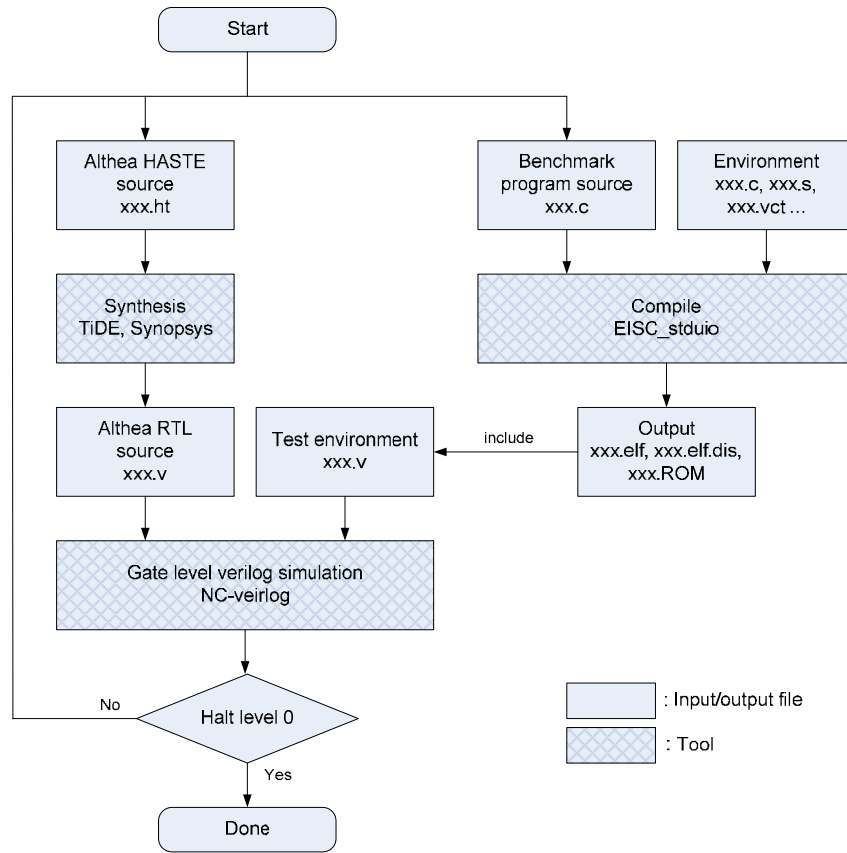 Start
Althea HASTE
source
xxx.ht
Benchmark
program source
xxx.c
Environment
xxx.c, xxx.s,
xxx.vct ...
Synthesis
TiDE, Synopsys
Compile
EISC_stduio
Althea RTL
source
xxx.v
Test environment
xxx.v
include
Output
xxx.elf, xxx.elf.dis,
xxx.ROM
Gate level verilog simulation
NC-veirlog
No
Halt level 0
Yes
Done
: Input/output file
: Tool